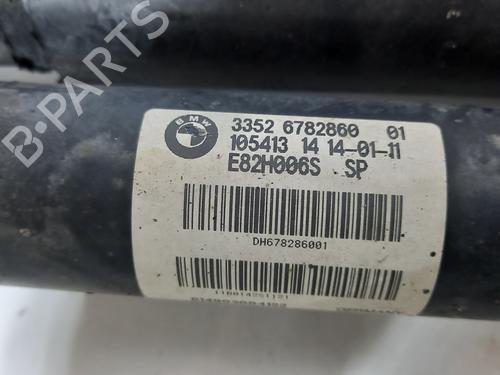 BMW
3352 6782860 01
105413 14 14-01-11
E82H006S SP
DH678286001
B-PARTS